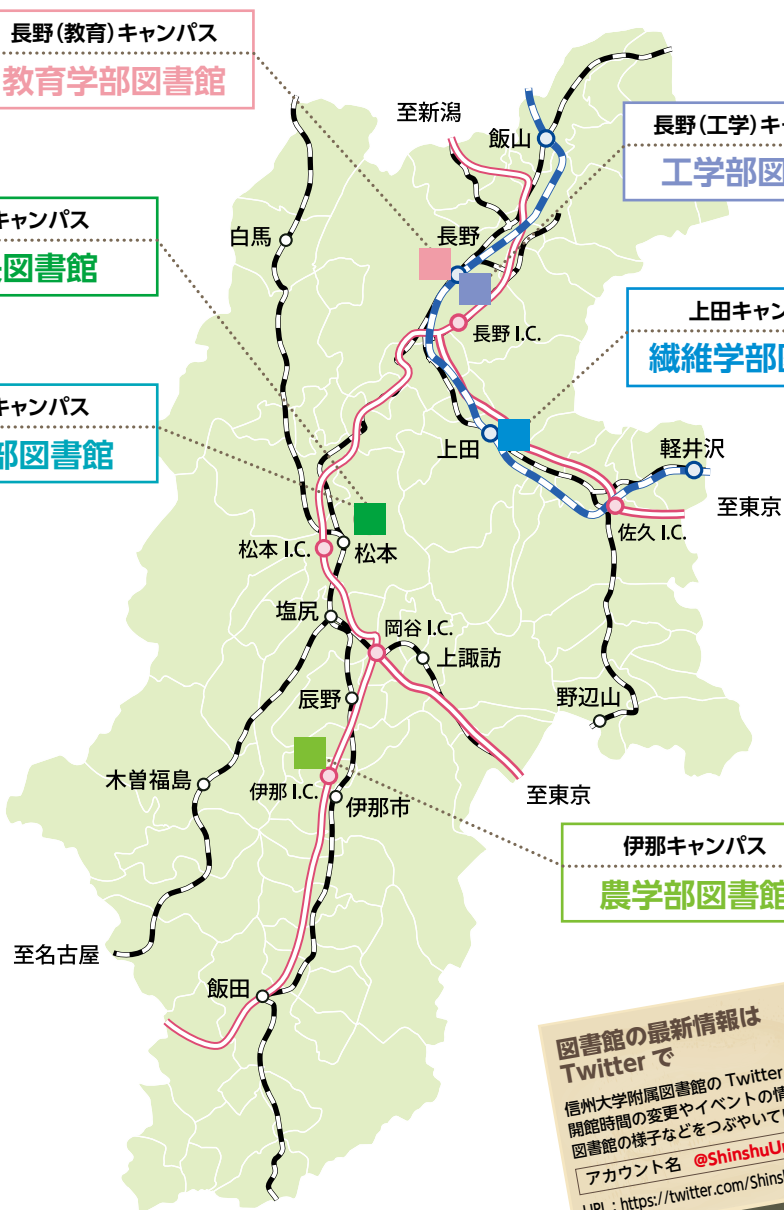 長野(教育)キャンパス
教育学部図書館
至新潟
飯山
長野(工学)キ
工学部図
キャンパス
図書館
白馬
長野
長野 I.C.
上田キャン
繊維学部
キャンパス
部図書館
上田
軽井沢
至東京
佐久 I.C.
松本 I.C.
松本
塩尻
岡谷 I.C.
上諏訪
辰野
野辺山
木曽福島
伊那 I.C.
伊那市
至東京
伊那キャンパス
農学部図書館
至名古屋
飯田
図書館の最新情報は
Twitter で
信州大学附属図書館の Twitter
開館時間の変更やイベントの情
図書館の様子などをつぶやいて
アカウント名 @ShinshuU
URL : https://twitter.com/Shins